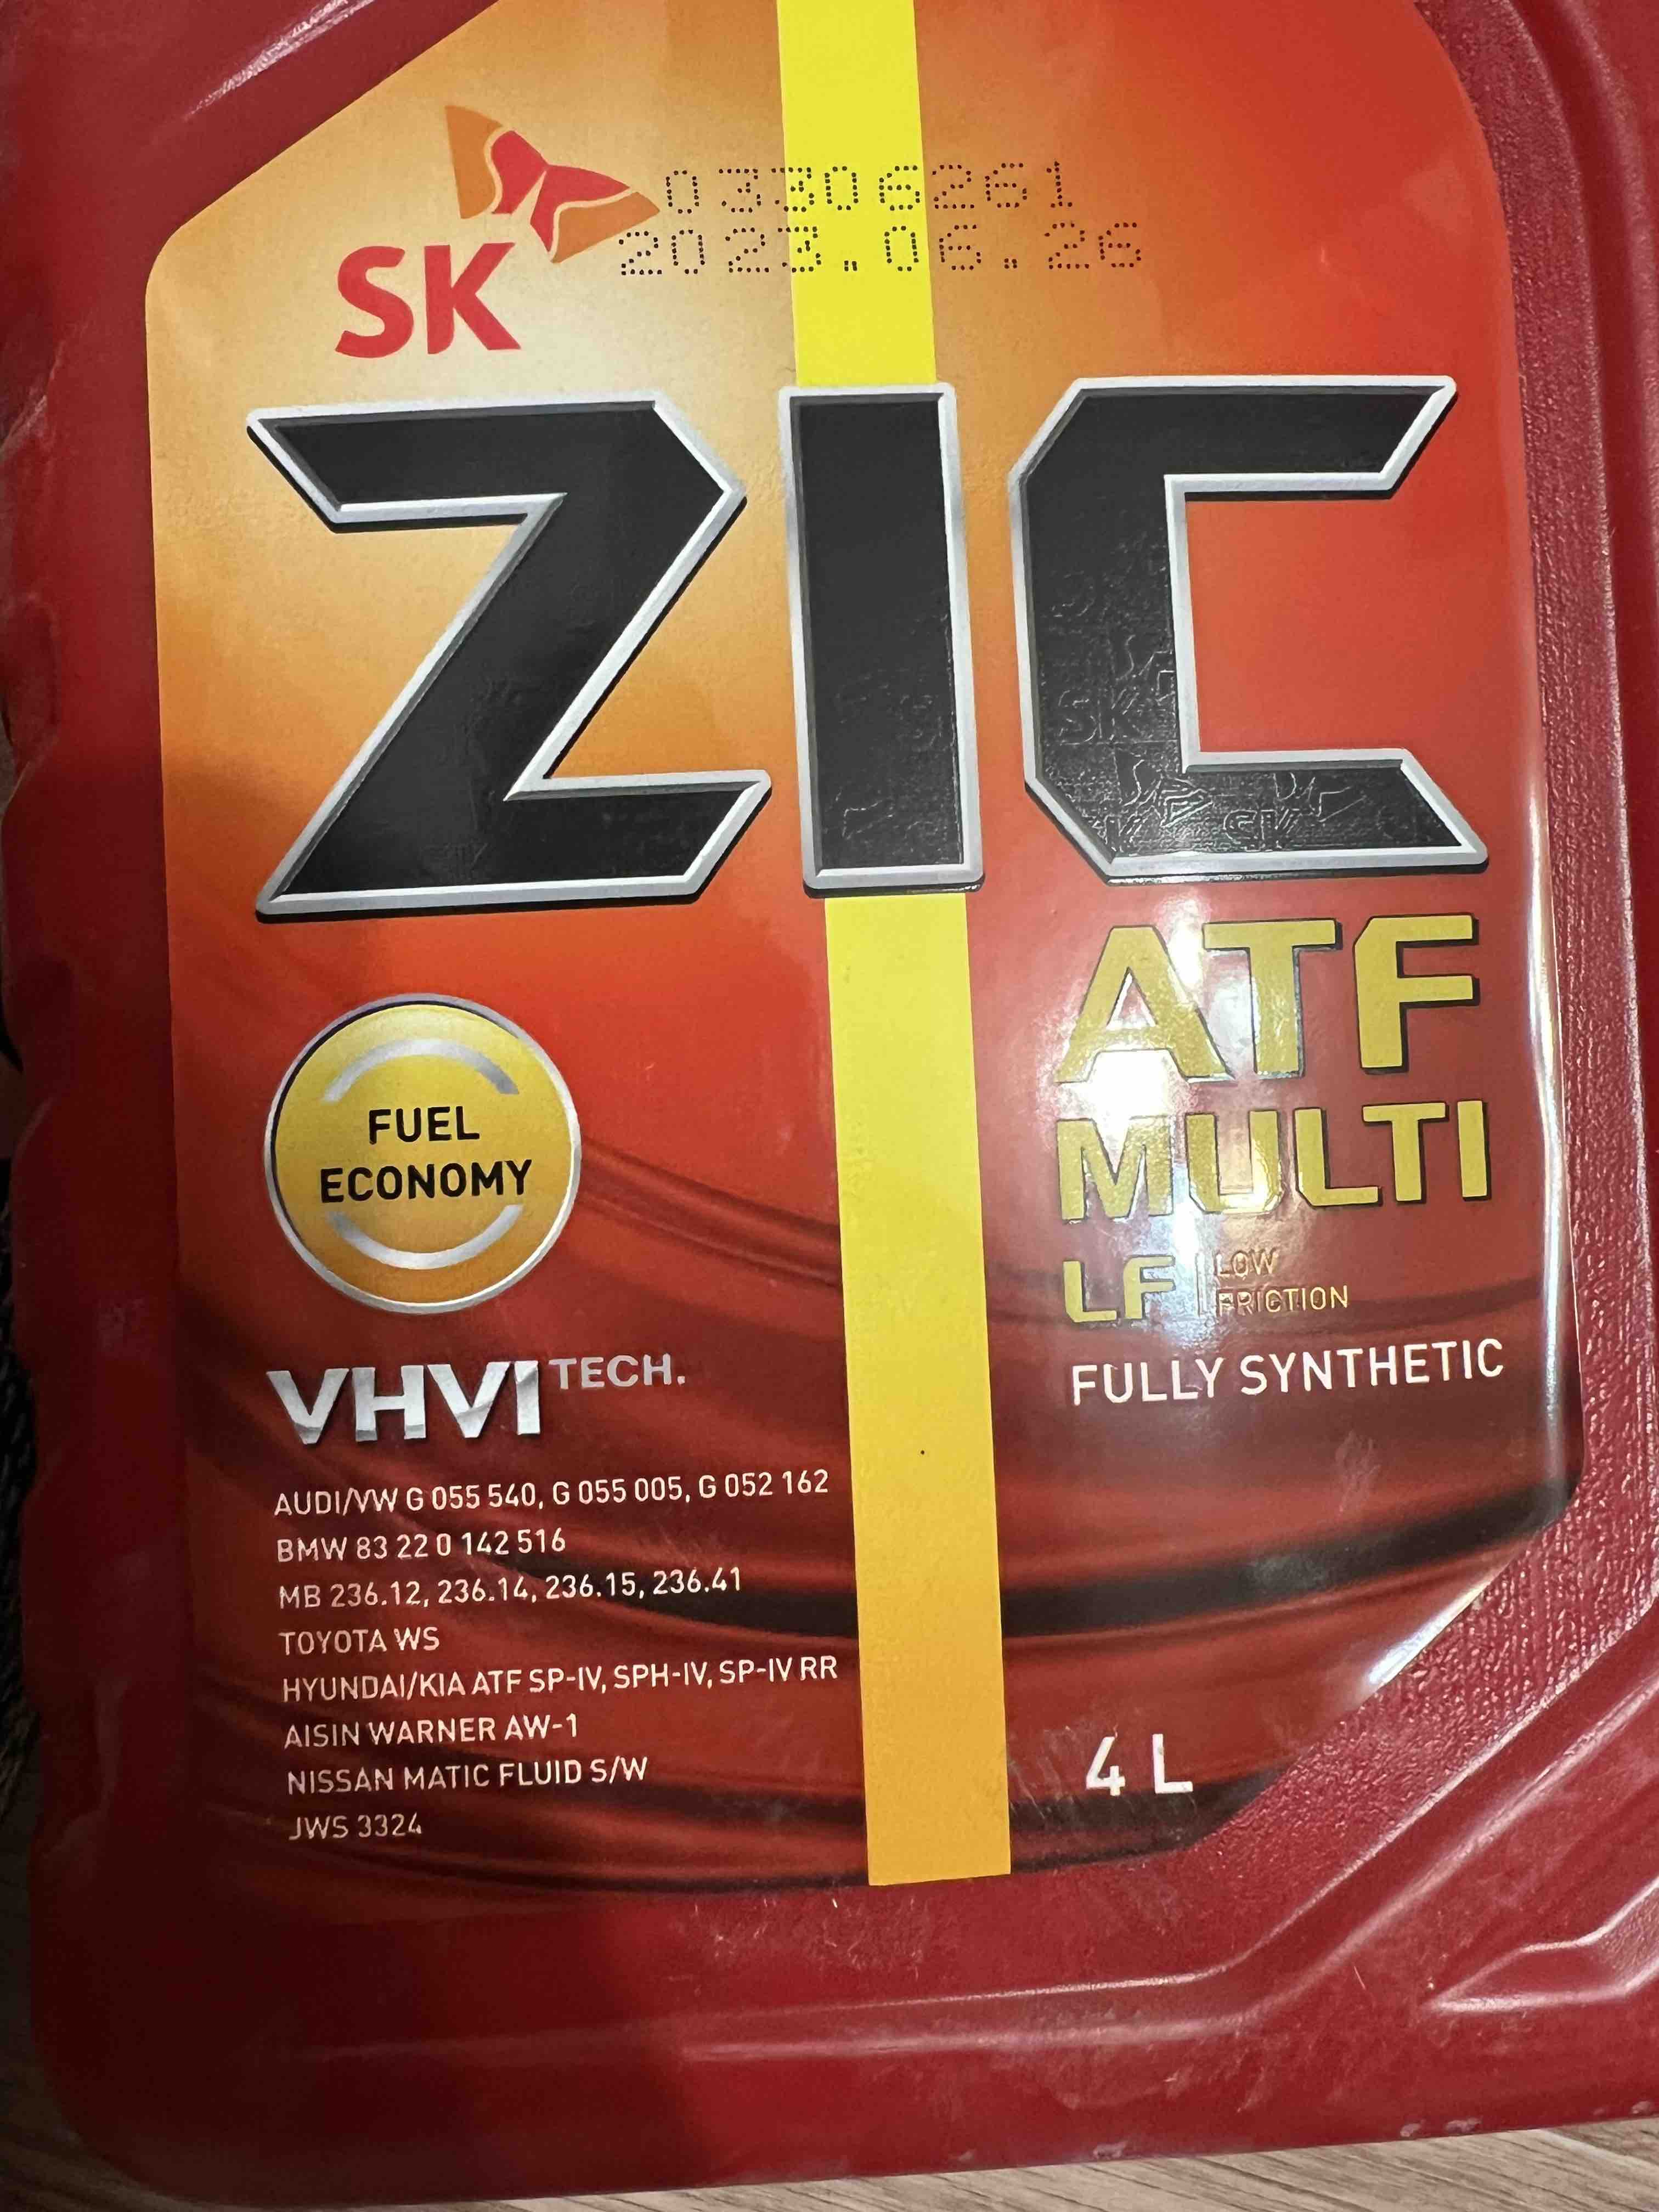 03306261
2023.06.26
SK
ZIC
ATF
MULTI
LF LOW
FRICTION
FULLY SYNTHETIC
FUEL
ECONOMY
VHVI TECH.
AUDI/VW G 055 540, G 055 005, G 052 162
BMW 83 22 0 142 516
MB 236.12, 236.14, 236.15, 236.41
TOYOTA WS
HYUNDAI/KIA ATF SP-IV, SPH-IV, SP-IV RR
AISIN WARNER AW-1
NISSAN MATIC FLUID S/W
JWS 3324
4 L